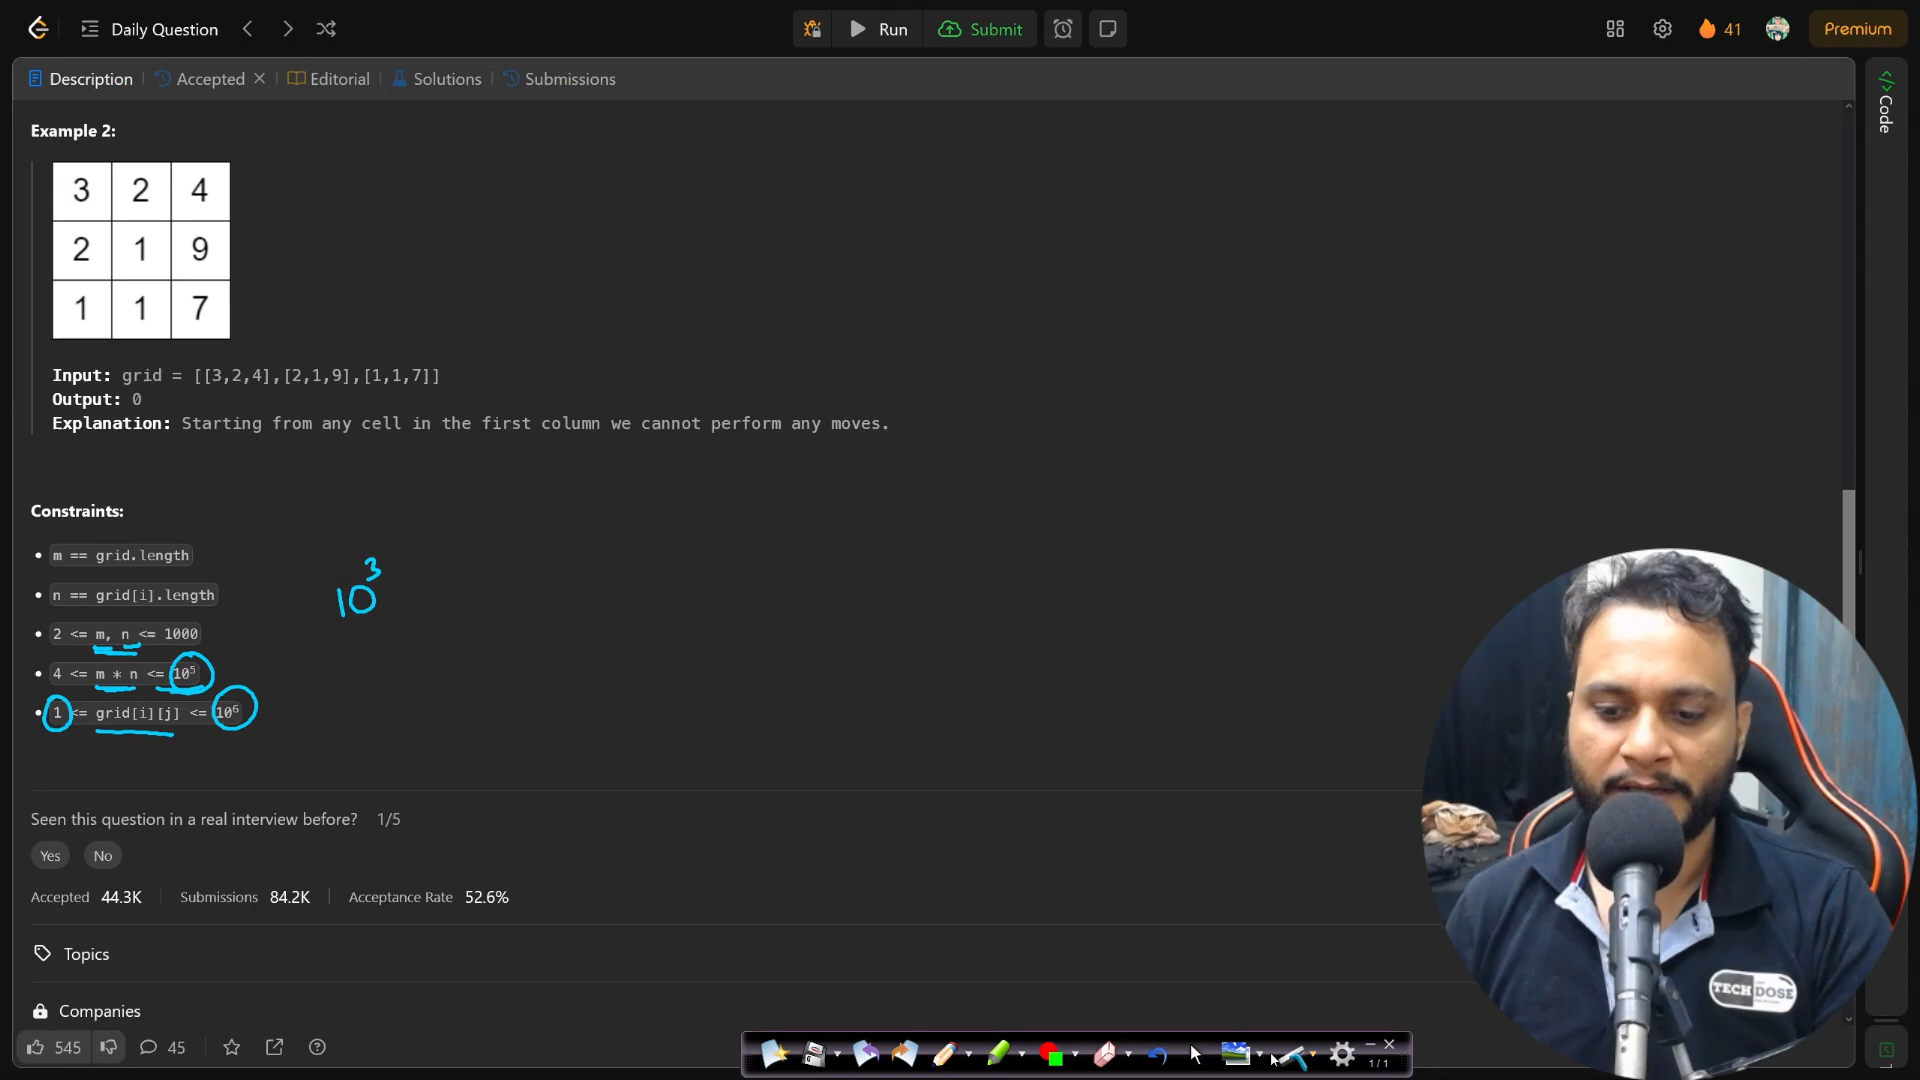 Daily Question
Run
Submit
41
Premium
Description
Accepted
Editorial
Solutions
Submissions
Code
Example 2:
3 2 4
2 1 9
1 1 7
Input: grid = [[3,2,4],[2,1,9],[1,1,7]]
Output: 0
Explanation: Starting from any cell in the first column we cannot perform any moves.
Constraints:
m == grid.length
n == grid[i].length
10³
2 <= m, n <= 1000
4 <= m * n <= 10⁵
1 <= grid[i][j] <= 10⁶
Seen this question in a real interview before? 1/5
Yes No
Accepted 44.3K Submissions 84.2K Acceptance Rate 52.6%
Topics
Companies
545 45
1/1
TECH DOSE